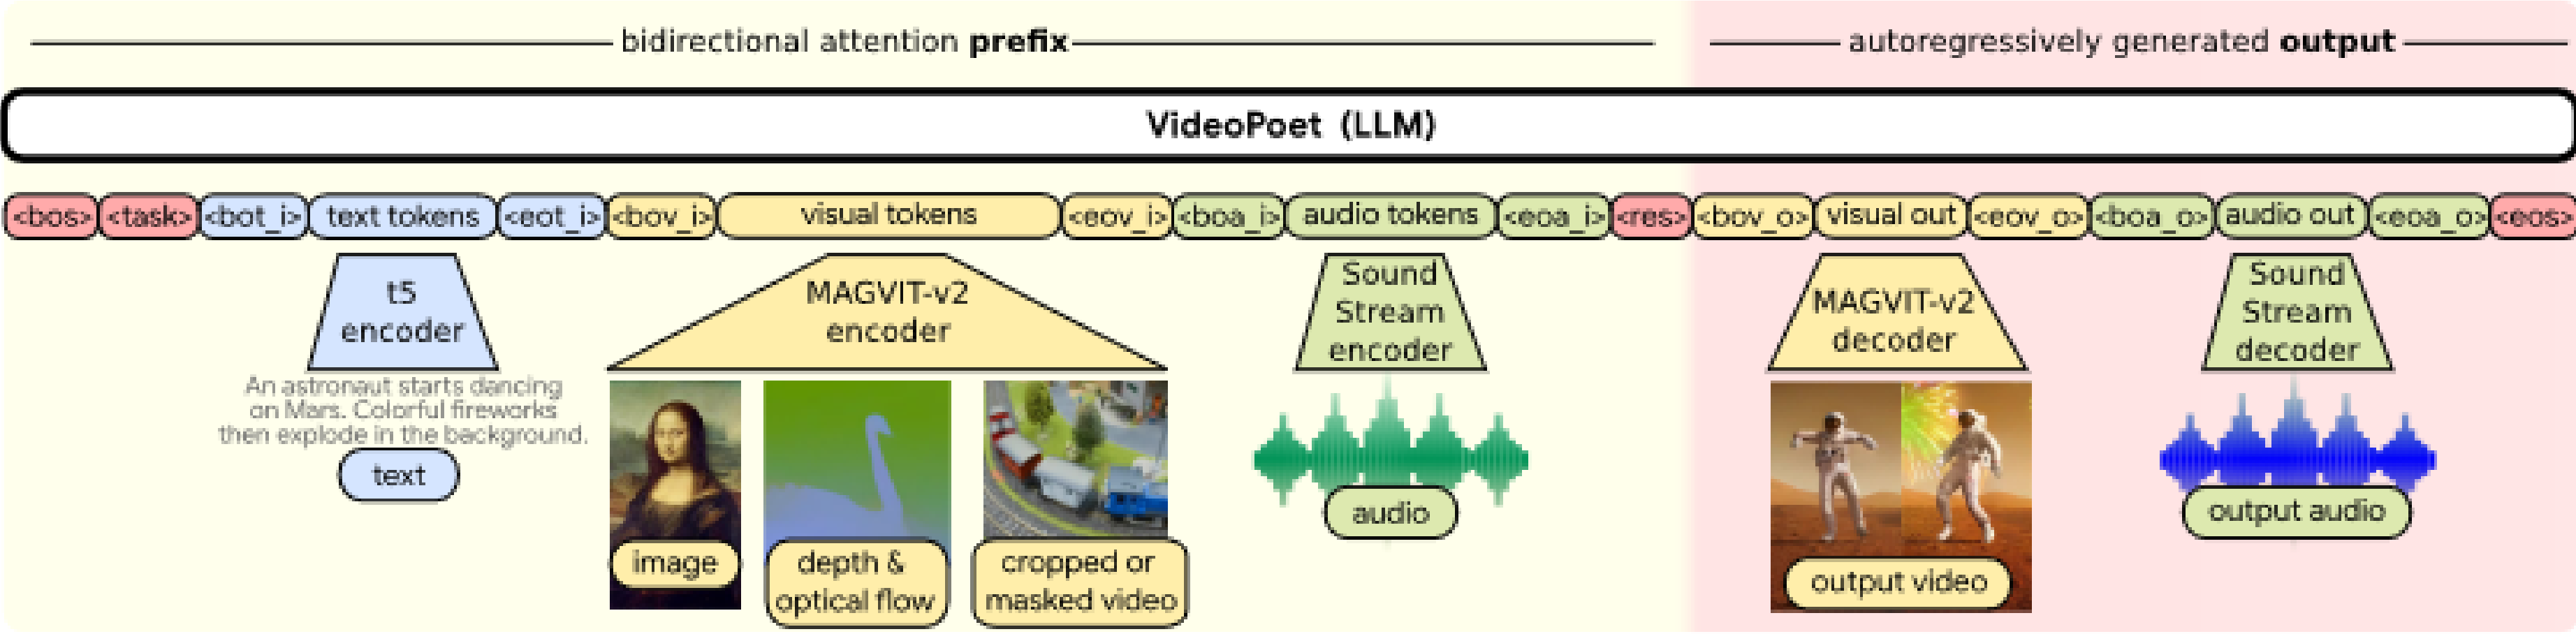 bidirectional attention prefix
autoregressively generated output
VideoPoet (LLM)
<bos> <task> <bot_i> text tokens <eot_i> <bov_i> visual tokens <eov_i> <boa_i> audio tokens <eoa_i> <res> <bov_o> visual out <eov_o> <boa_o> audio out <eoa_o> <eos>
t5
encoder
An astronaut starts dancing
on Mars. Colorful fireworks
then explode in the background.
text
MAGVIT-v2
encoder
image
depth &
optical flow
cropped or
masked video
Sound
Stream
encoder
audio
MAGVIT-v2
decoder
output video
Sound
Stream
decoder
output audio